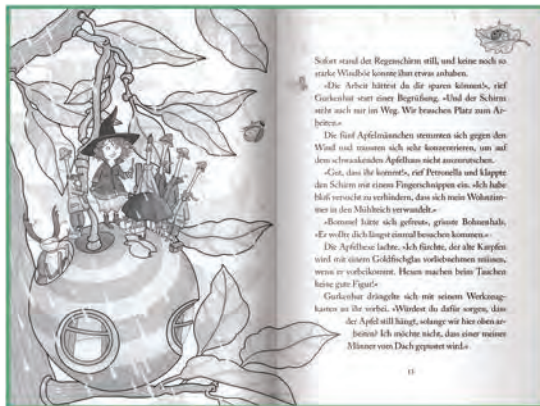 Sofort stand der Regenschirm still, und keine noch so
starke Windböe konnte ihm etwas anhaben.
»Die Arbeit hättest du dir sparen können!«, rief
Gurkenhut statt einer Begrüßung. »Und der Schirm
steht auch nur im Weg. Wir brauchen Platz zum Ar-
beiten.«
Die fünf Apfelmännchen stemmten sich gegen den
Wind und mussten sich sehr konzentrieren, um auf
dem schwankenden Apfelhaus nicht auszurutschen.
»Gut, dass ihr kommt!«, rief Petronella und klappte
den Schirm mit einem Fingerschnippen ein. »Ich habe
bloß versucht zu verhindern, dass sich mein Wohnzim-
mer in den Mühlteich verwandelt.«
»Bommel hätte sich gefreut«, grinste Bohnenhals.
»Er wollte dich längst einmal besuchen kommen.«
Die Apfelhexe lachte. »Ich fürchte, der alte Karpfen
wird mit einem Goldfischglas vorliebnehmen müssen,
wenn er vorbeikommt. Hexen machen beim Tauchen
keine gute Figur!«
Gurkenhut drängelte sich mit seinem Werkzeug-
kasten an ihr vorbei. »Würdest du dafür sorgen, dass
der Apfel still hängt, solange wir hier oben ar-
beiten? Ich möchte nicht, dass einer meiner
Männer vom Dach gepustet wird.«